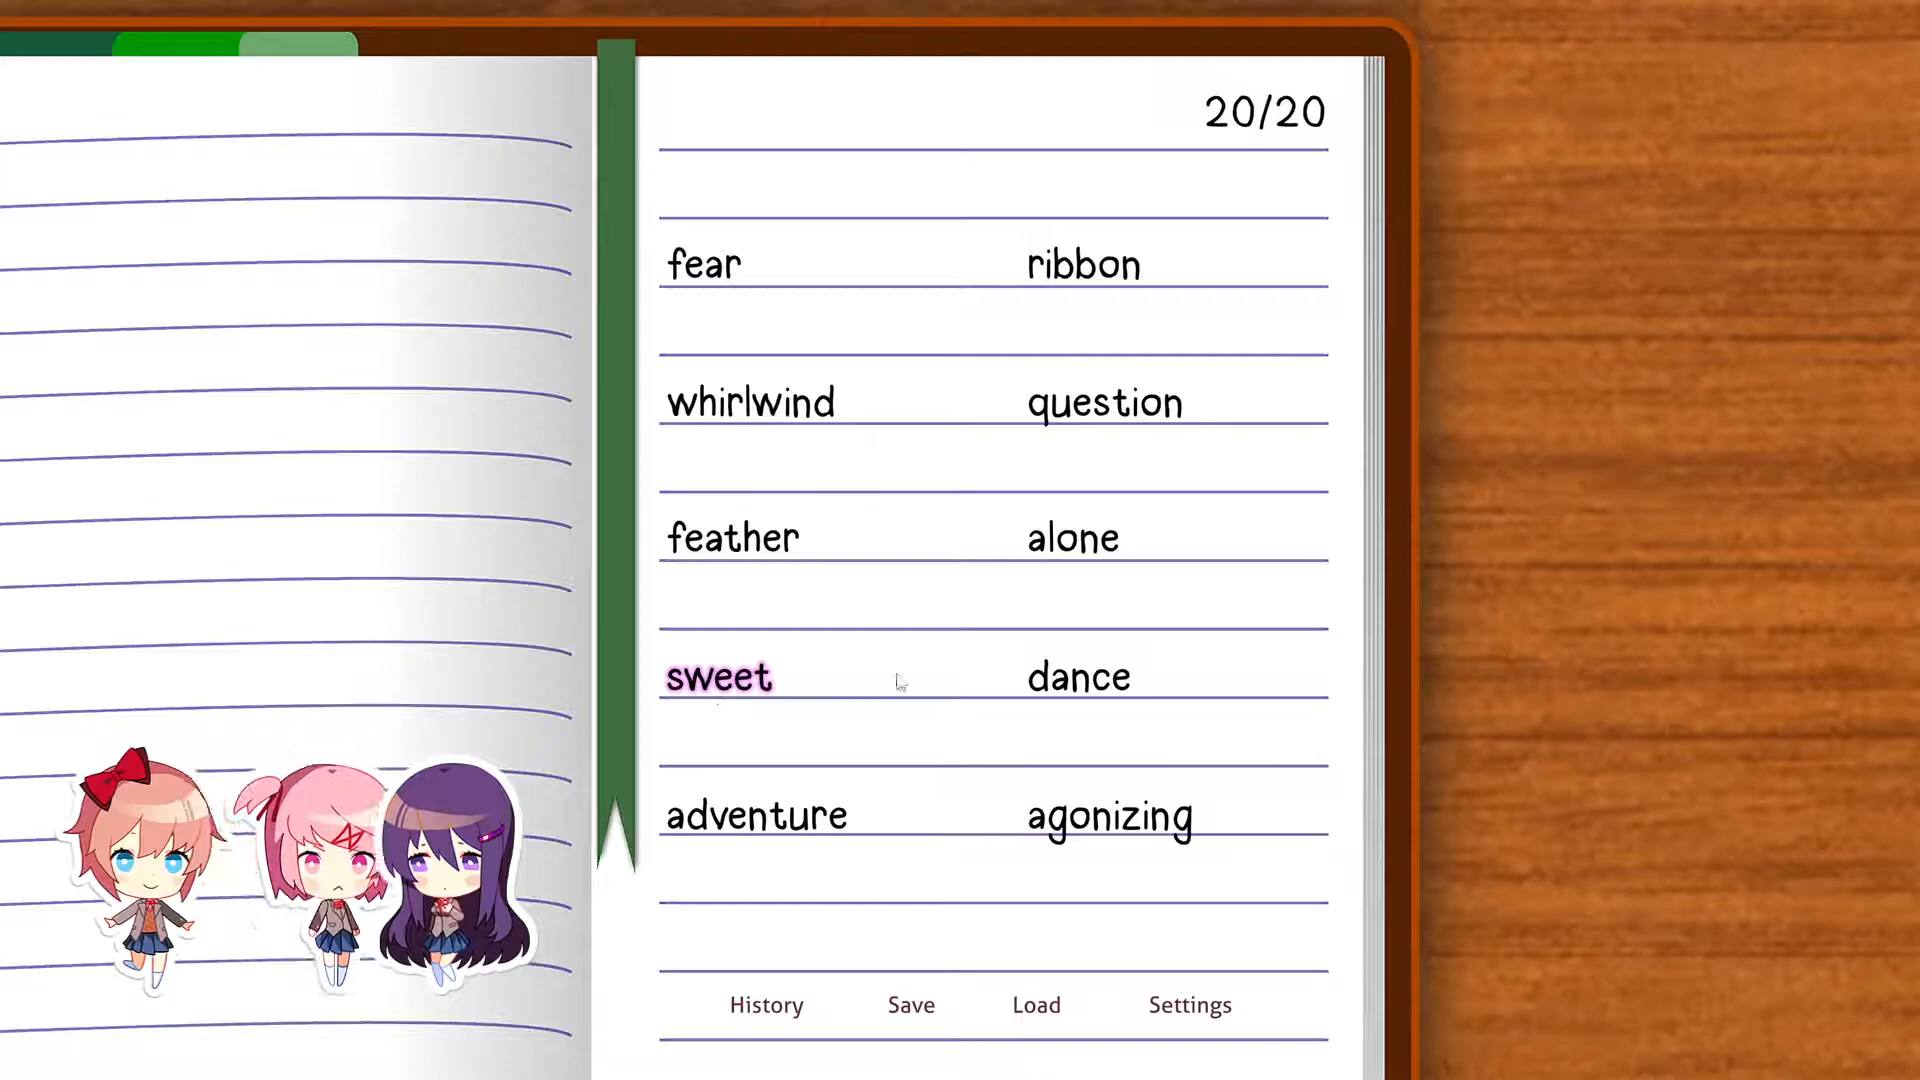 20/20
fear ribbon
whirlwind question
feather alone
sweet dance
adventure agonizing
History Save Load Settings